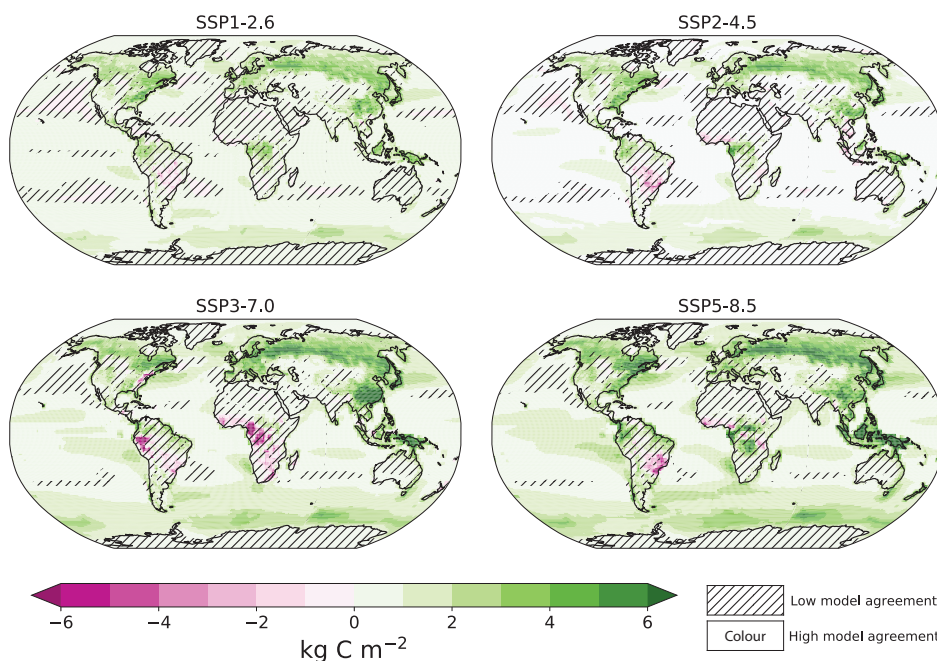 SSP1-2.6
SSP2-4.5
SSP3-7.0
SSP5-8.5
−6 −4 −2 0 2 4 6
kg C m⁻²
Low model agreement
Colour High model agreement